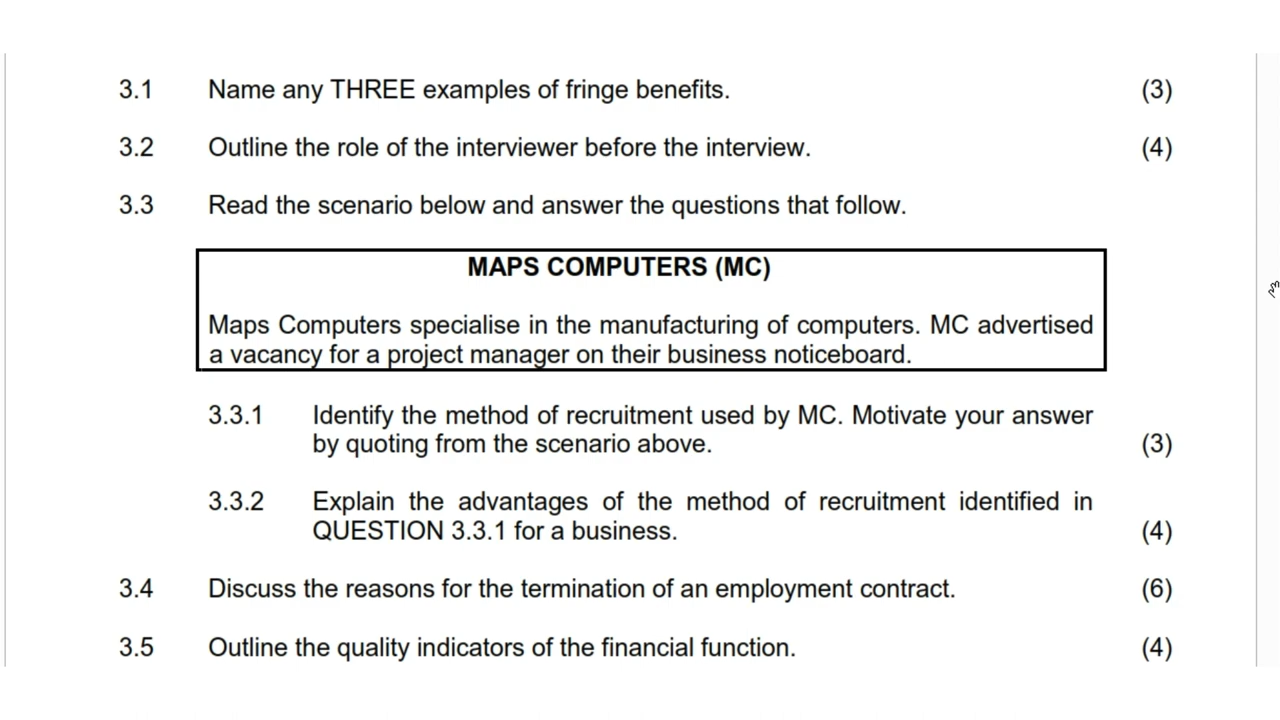 3.1 Name any THREE examples of fringe benefits. (3)
3.2 Outline the role of the interviewer before the interview. (4)
3.3 Read the scenario below and answer the questions that follow.
MAPS COMPUTERS (MC)
Maps Computers specialise in the manufacturing of computers. MC advertised
a vacancy for a project manager on their business noticeboard.
3.3.1 Identify the method of recruitment used by MC. Motivate your answer
by quoting from the scenario above. (3)
3.3.2 Explain the advantages of the method of recruitment identified in
QUESTION 3.3.1 for a business. (4)
3.4 Discuss the reasons for the termination of an employment contract. (6)
3.5 Outline the quality indicators of the financial function. (4)